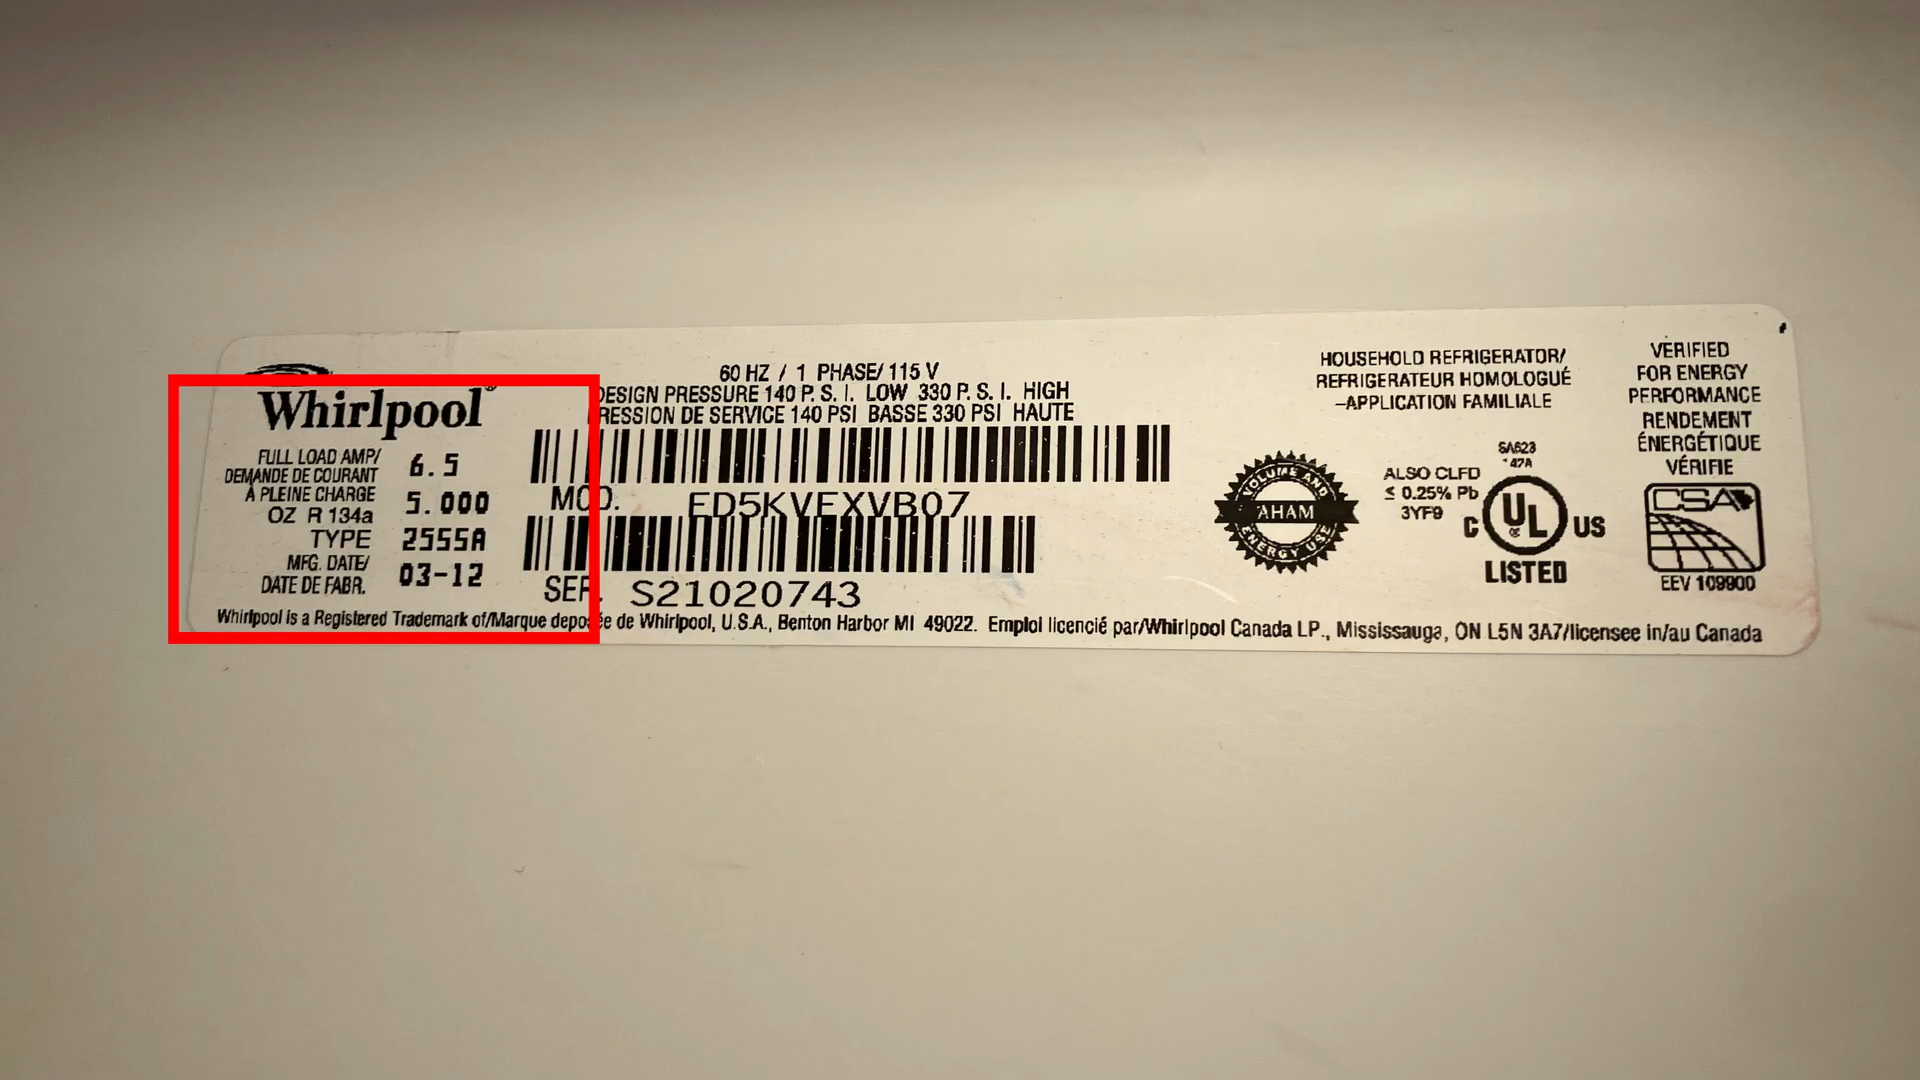 Whirlpool®
FULL LOAD AMP/
DEMANDE DE COURANT
À PLEINE CHARGE
6.5
OZ R 134a
5.000
TYPE
2555A
MFG. DATE/
DATE DE FABR.
03-12
60 HZ / 1 PHASE/ 115 V
DESIGN PRESSURE 140 P. S. I. LOW 330 P. S. I. HIGH
PRESSION DE SERVICE 140 PSI BASSE 330 PSI HAUTE
MOD. ED5KVEXVB07
SER. S21020743
VOLUME AND
AHAM
ENERGY USE
HOUSEHOLD REFRIGERATOR/
REFRIGERATEUR HOMOLOGUÉ
–APPLICATION FAMILIALE
ALSO CLFD
≤ 0.25% Pb
3YF9
SA623
42A
C UL US
LISTED
VERIFIED
FOR ENERGY
PERFORMANCE
RENDEMENT
ÉNERGÉTIQUE
VÉRIFIE
CSA
EEV 109900
Whirlpool is a Registered Trademark of/Marque deposée de Whirlpool, U.S.A., Benton Harbor MI 49022. Emploi licencié par/Whirlpool Canada LP., Mississauga, ON L5N 3A7/licensee in/au Canada